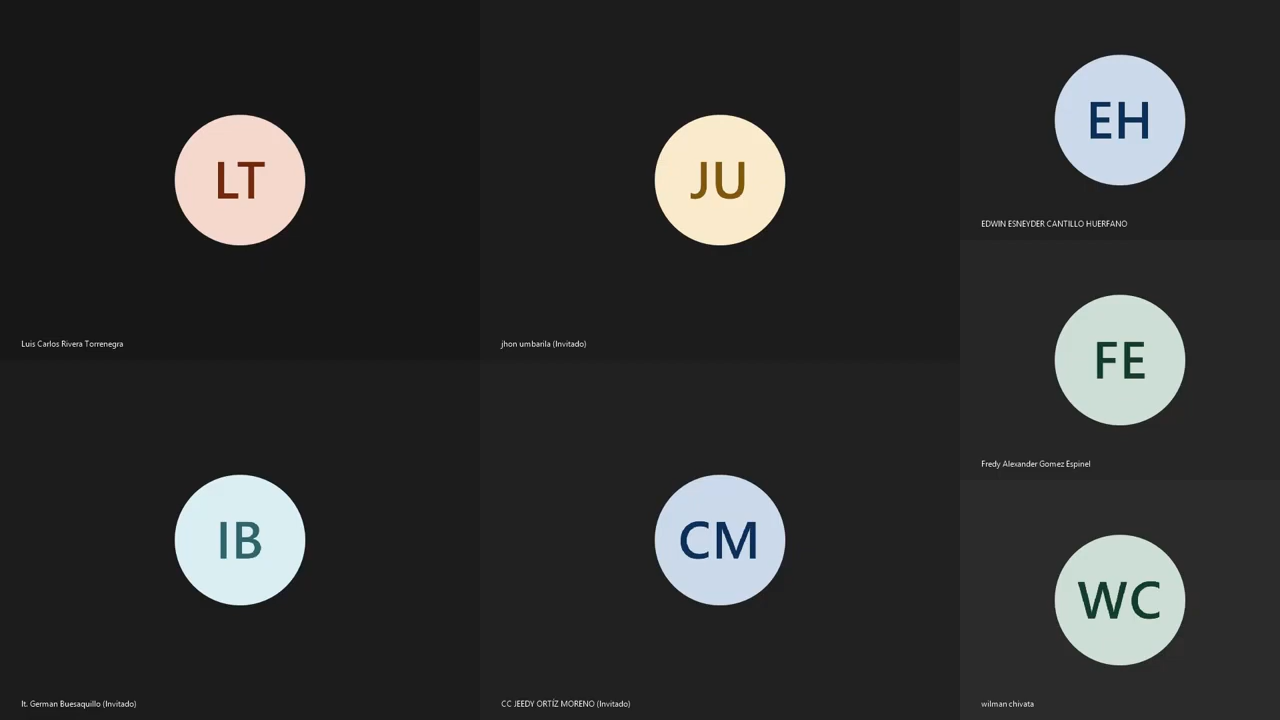 LT
Luis Carlos Rivera Torrenegra
JU
jhon umbarila (Invitado)
EH
EDWIN ESNEYDER CANTILLO HUERFANO
FE
Fredy Alexander Gomez Espinel
IB
It. German Buesaquillo (Invitado)
CM
CC JEEDY ORTÍZ MORENO (Invitado)
WC
wilman chivata